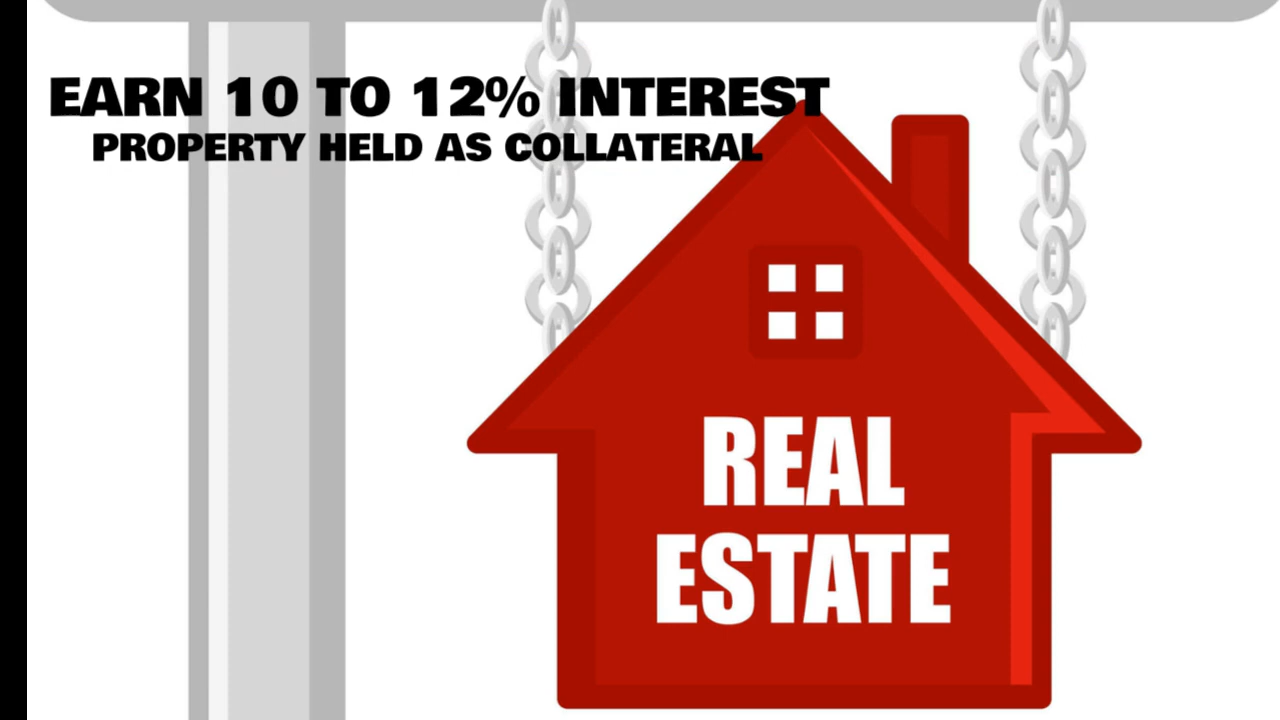 EARN 10 TO 12% INTEREST
PROPERTY HELD AS COLLATERAL
REAL
ESTATE